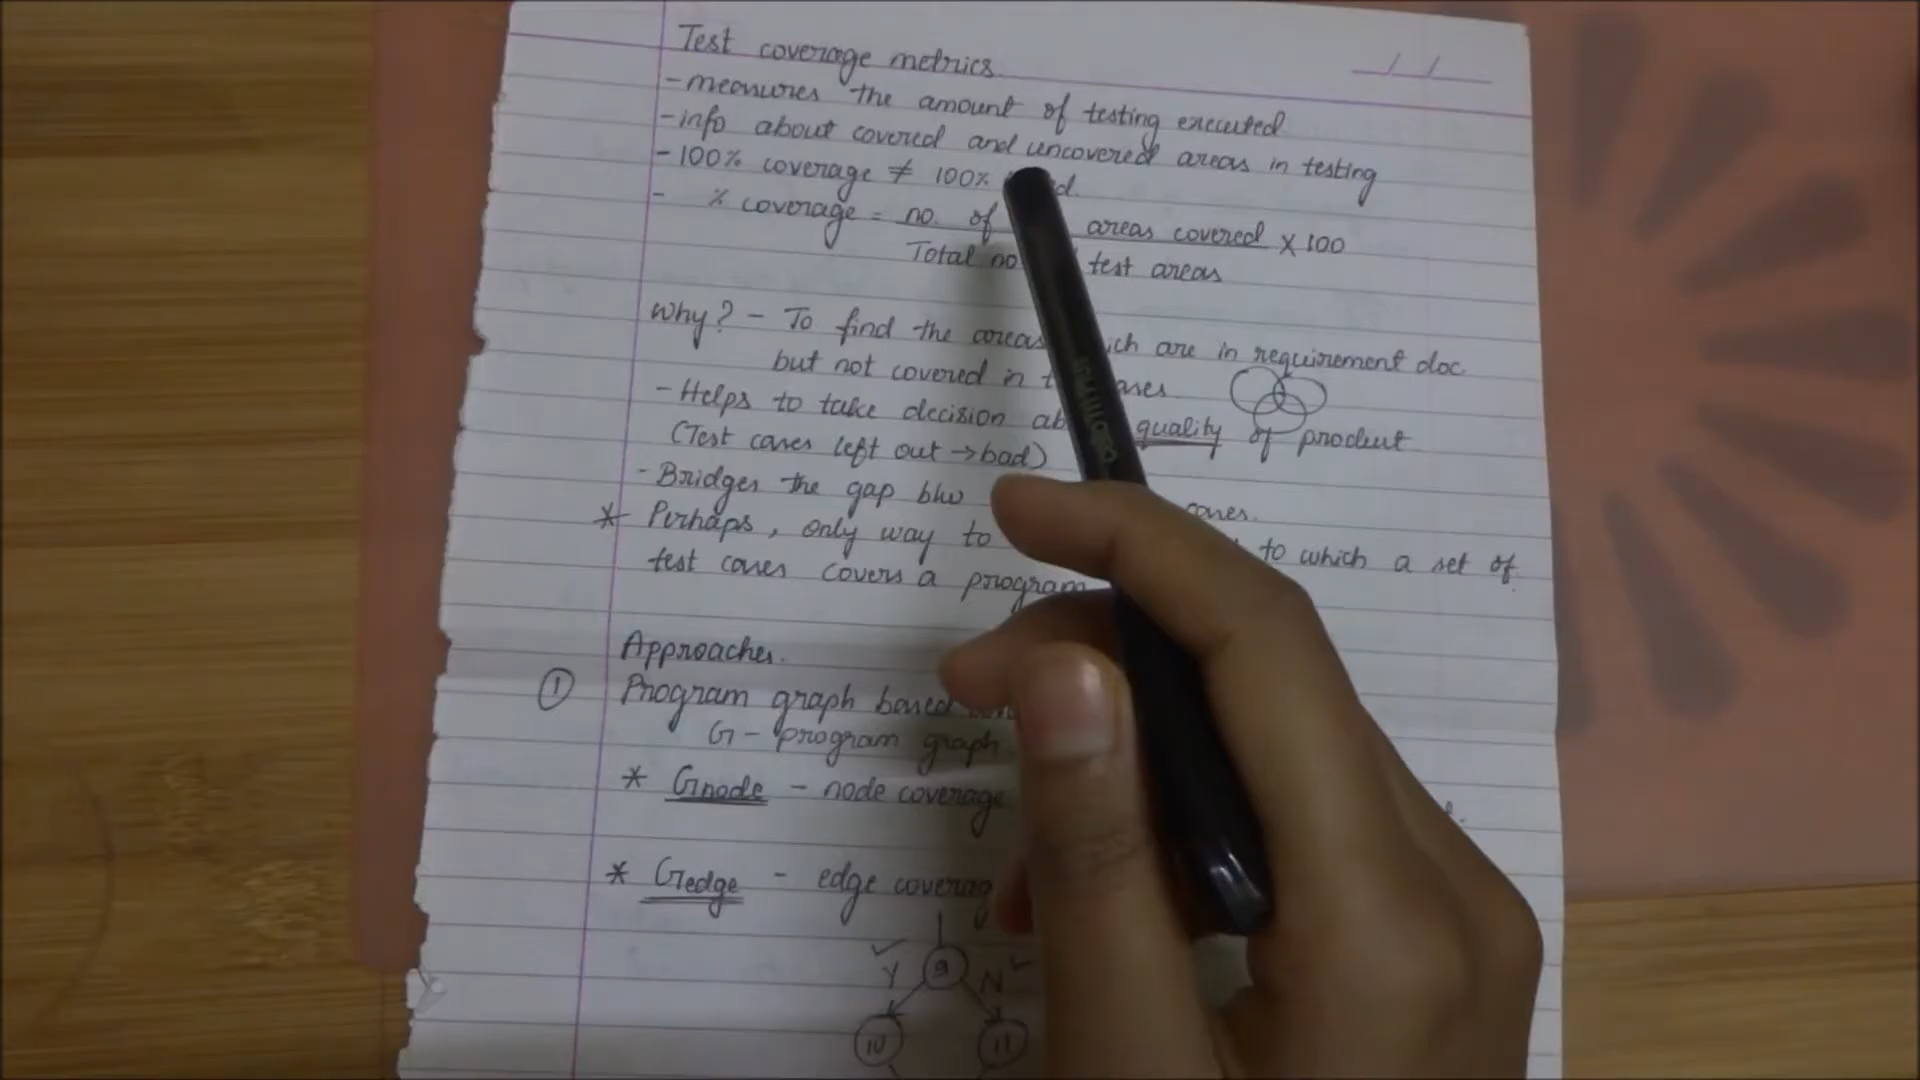 Test coverage metrics.
- measures the amount of testing executed
- info about covered and uncovered areas in testing
- 100% coverage ≠ 100%
- % coverage = no. of areas covered × 100
Total no test areas
Why? - To find the areas which are in requirement doc
but not covered in
- Helps to take decision quality of product
(Test cases left out → bad)
- Bridges the gap b/w cases.
* Perhaps, only way to to which a set of
test cases covers a program
Approaches.
① Program graph based
G - program graph
* Gnode - node coverage
* Gedge - edge coverage
Y 9 N
10 11